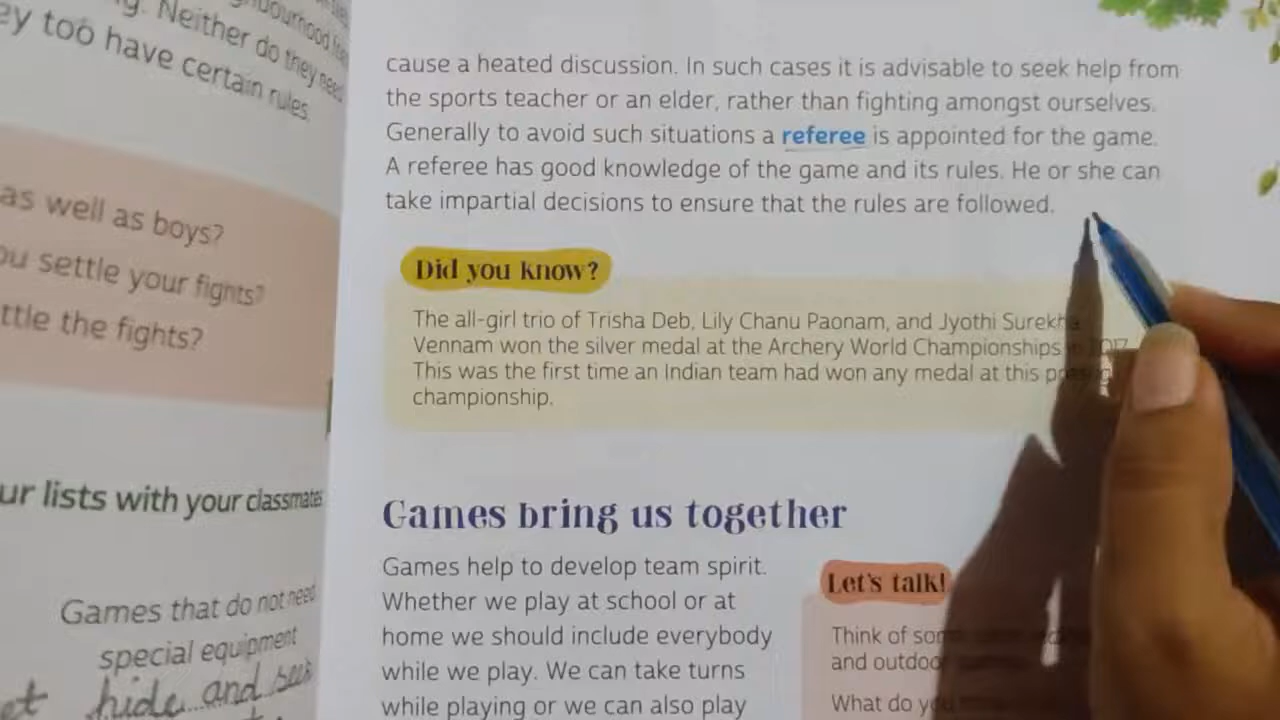 g. Neither do they need
ey too have certain rules.
as well as boys?
ou settle your fights?
ttle the fights?
ur lists with your classmates
Games that do not need
special equipment
hide and seek
cause a heated discussion. In such cases it is advisable to seek help from
the sports teacher or an elder, rather than fighting amongst ourselves.
Generally to avoid such situations a referee is appointed for the game.
A referee has good knowledge of the game and its rules. He or she can
take impartial decisions to ensure that the rules are followed.
Did you know?
The all-girl trio of Trisha Deb, Lily Chanu Paonam, and Jyothi Surekha
Vennam won the silver medal at the Archery World Championships in 2017.
This was the first time an Indian team had won any medal at this
championship.
Games bring us together
Games help to develop team spirit.
Whether we play at school or at
home we should include everybody
while we play. We can take turns
while playing or we can also play
Let's talk!
Think of some
and outdoor
What do you